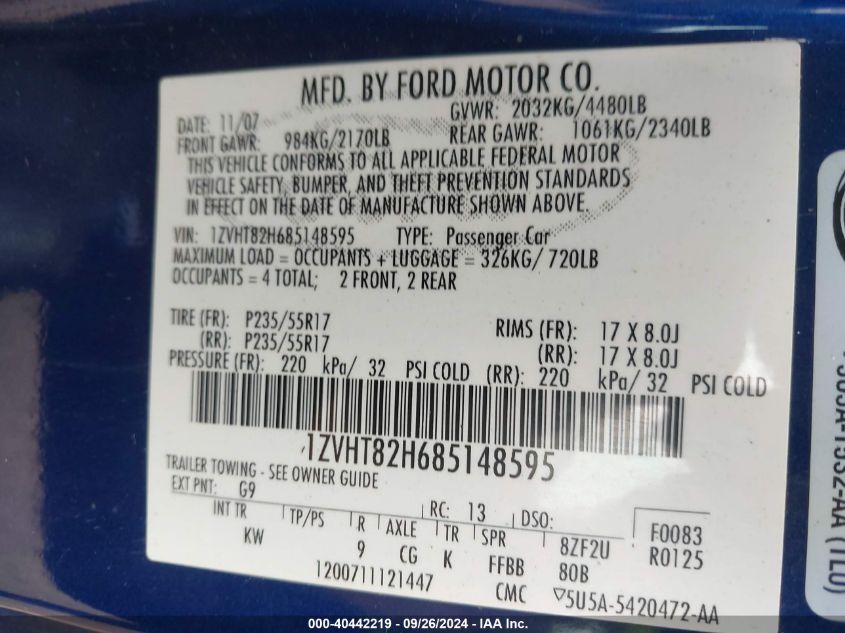 MFD. BY FORD MOTOR CO.
DATE: 11/07 GVWR: 2032KG/4480LB
FRONT GAWR: 984KG/2170LB REAR GAWR: 1061KG/2340LB
THIS VEHICLE CONFORMS TO ALL APPLICABLE FEDERAL MOTOR
VEHICLE SAFETY, BUMPER, AND THEFT PREVENTION STANDARDS
IN EFFECT ON THE DATE OF MANUFACTURE SHOWN ABOVE.
VIN: 1ZVHT82H685148595 TYPE: Passenger Car
MAXIMUM LOAD = OCCUPANTS + LUGGAGE = 326KG/ 720LB
OCCUPANTS = 4 TOTAL; 2 FRONT, 2 REAR
TIRE (FR): P235/55R17 RIMS (FR): 17 X 8.0J
(RR): P235/55R17 (RR): 17 X 8.0J
PRESSURE (FR): 220 kPa/ 32 PSI COLD (RR): 220 kPa/ 32 PSI COLD
1ZVHT82H685148595
TRAILER TOWING - SEE OWNER GUIDE
EXT PNT: G9 RC: 13 DSO: F0083
INT TR TP/PS R AXLE TR SPR 8ZF2U R0125
KW 9 CG K FFBB 80B
1200711121447 CMC ▽5U5A-5420472-AA
000-40442219 - 09/26/2024 - IAA Inc.